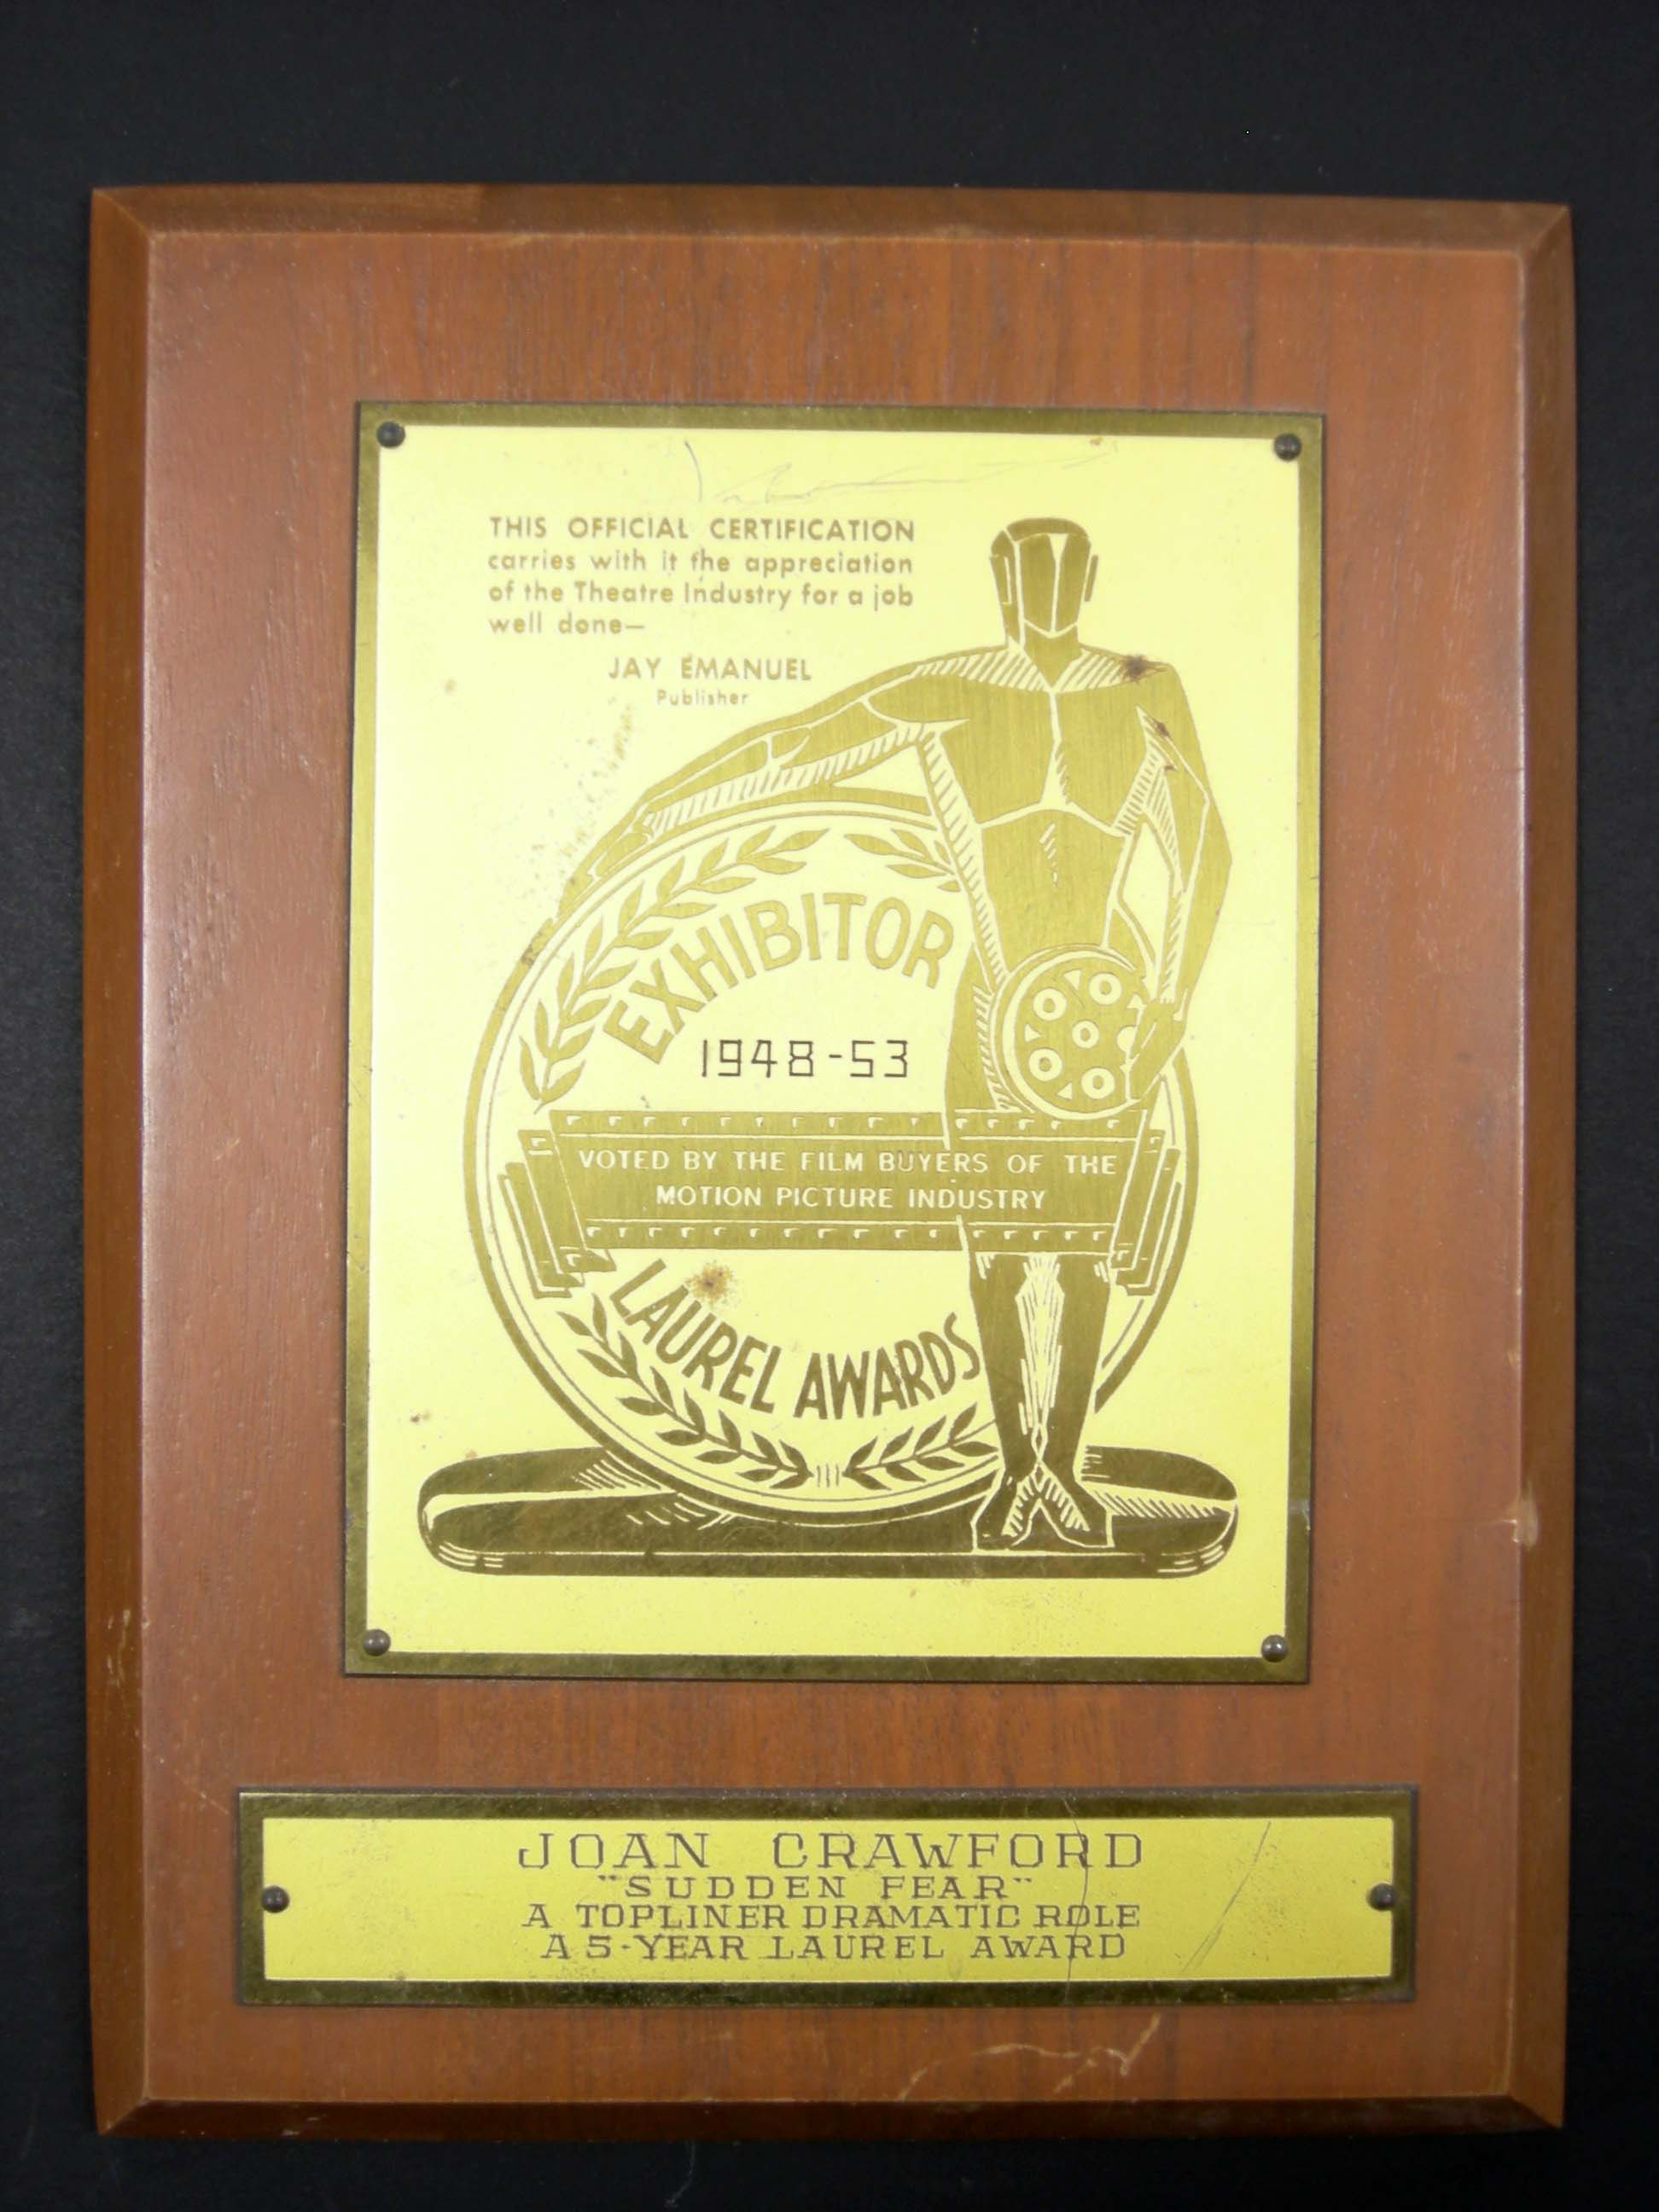 THIS OFFICIAL CERTIFICATION
carries with it the appreciation
of the Theatre Industry for a job
well done—
JAY EMANUEL
Publisher
EXHIBITOR
1948-53
VOTED BY THE FILM BUYERS OF THE
MOTION PICTURE INDUSTRY
LAUREL AWARDS
JOAN CRAWFORD
"SUDDEN FEAR"
A TOPLINER DRAMATIC ROLE
A 5-YEAR LAUREL AWARD